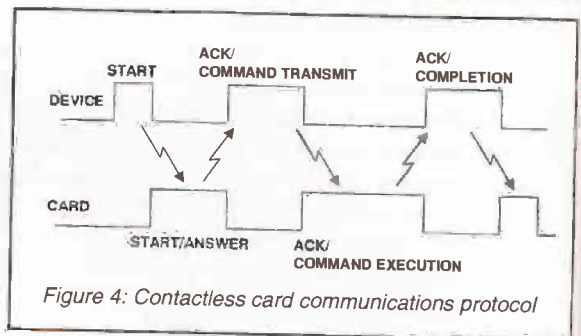 START
ACK/
COMMAND TRANSMIT
ACK/
COMPLETION
DEVICE
CARD
START/ANSWER
ACK/
COMMAND EXECUTION
Figure 4: Contactless card communications protocol